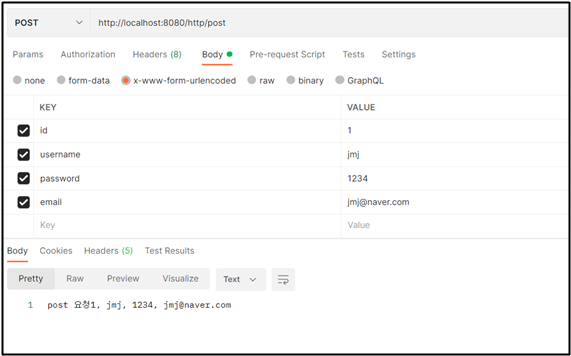 POST http://localhost:8080/http/post
Params Authorization Headers (8) Body Pre-request Script Tests Settings
none form-data x-www-form-urlencoded raw binary GraphQL
KEY VALUE
id 1
username jmj
password 1234
email jmj@naver.com
Key Value
Body Cookies Headers (5) Test Results
Pretty Raw Preview Visualize Text
1 post 요청1, jmj, 1234, jmj@naver.com